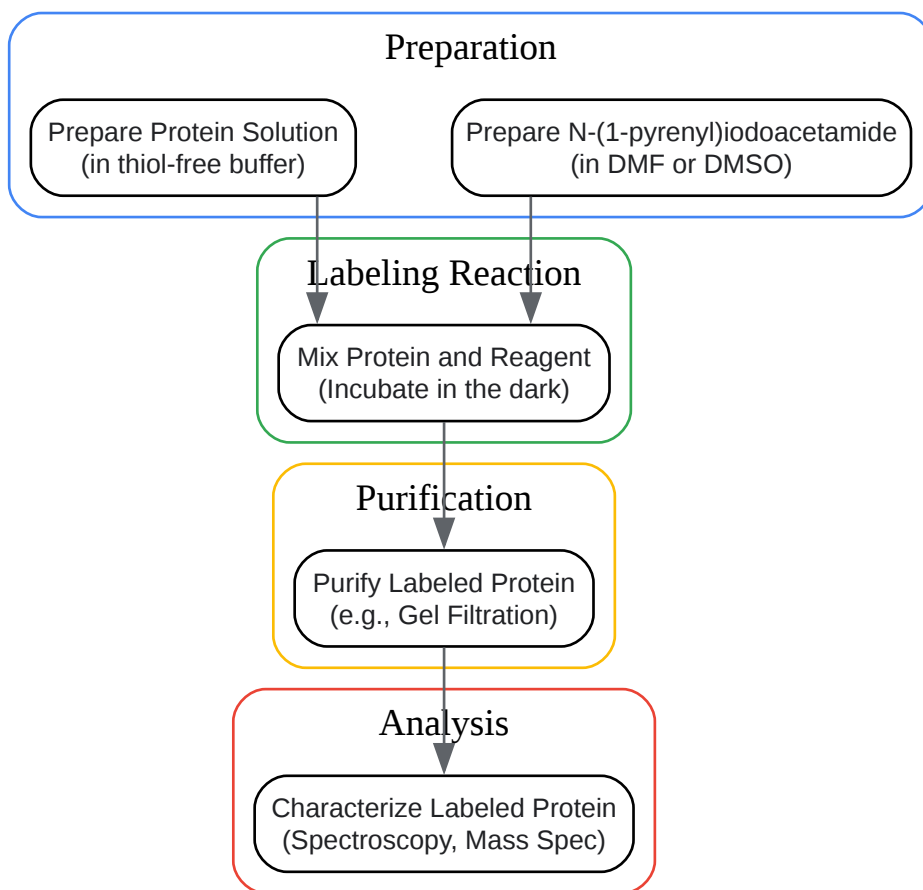 Preparation
Prepare Protein Solution
(in thiol-free buffer)
Prepare N-(1-pyrenyl)iodoacetamide
(in DMF or DMSO)
Labeling Reaction
Mix Protein and Reagent
(Incubate in the dark)
Purification
Purify Labeled Protein
(e.g., Gel Filtration)
Analysis
Characterize Labeled Protein
(Spectroscopy, Mass Spec)